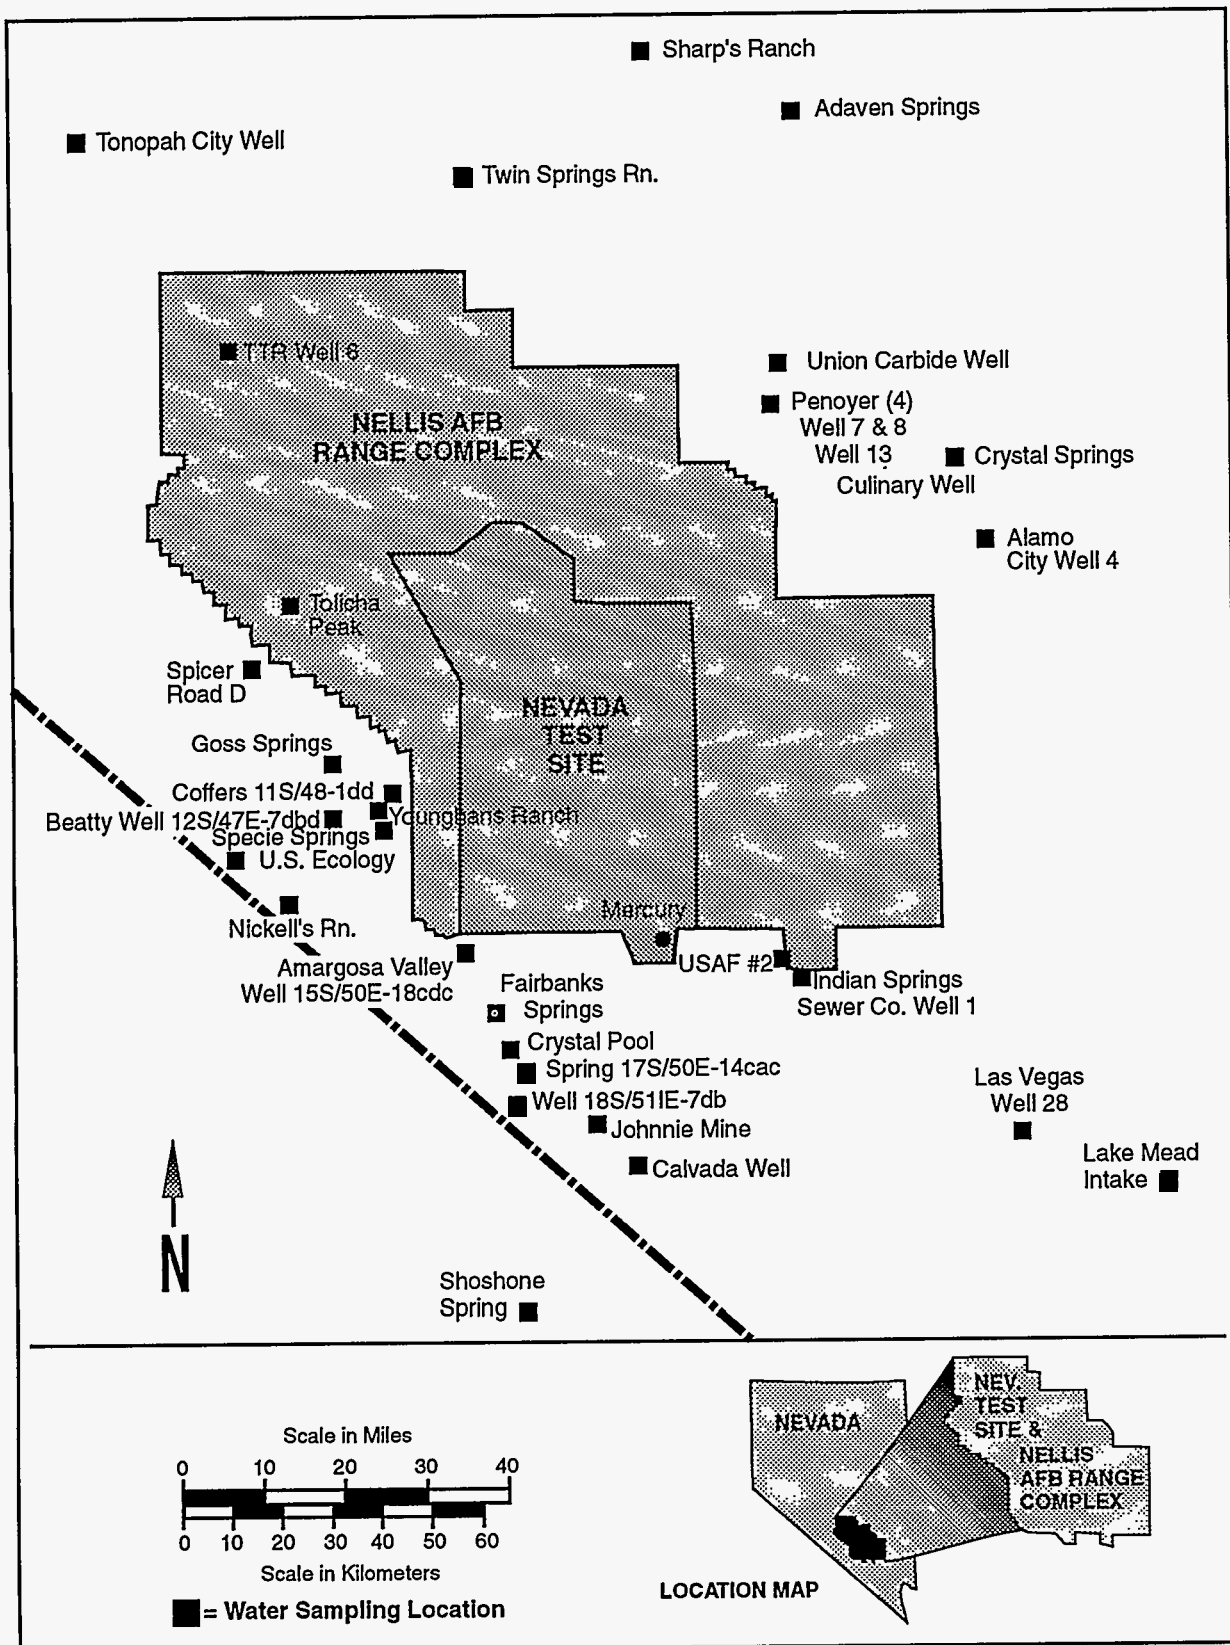 Sharp's Ranch
Adaven Springs
Tonopah City Well
Twin Springs Rn.
TTR Well 6
Union Carbide Well
NELLIS AFB
RANGE COMPLEX
Penoyer (4)
Well 7 & 8
Well 13
Culinary Well
Crystal Springs
Alamo
City Well 4
Tolicha
Peak
Spicer
Road D
NEVADA
TEST
SITE
Goss Springs
Coffers 11S/48-1dd
Youngbans Ranch
Beatty Well 12S/47E-7dbd
Specie Springs
U.S. Ecology
Mercury
Nickell's Rn.
USAF #2
Amargosa Valley
Well 15S/50E-18cdc
Indian Springs
Sewer Co. Well 1
Fairbanks
Springs
Crystal Pool
Spring 17S/50E-14cac
Well 18S/51IE-7db
Johnnie Mine
Calvada Well
Las Vegas
Well 28
Lake Mead
Intake
N
Shoshone
Spring
Scale in Miles
0 10 20 30 40
0 10 20 30 40 50 60
Scale in Kilometers
= Water Sampling Location
NEVADA
NEV.
TEST
SITE &
NELLIS
AFB RANGE
COMPLEX
LOCATION MAP